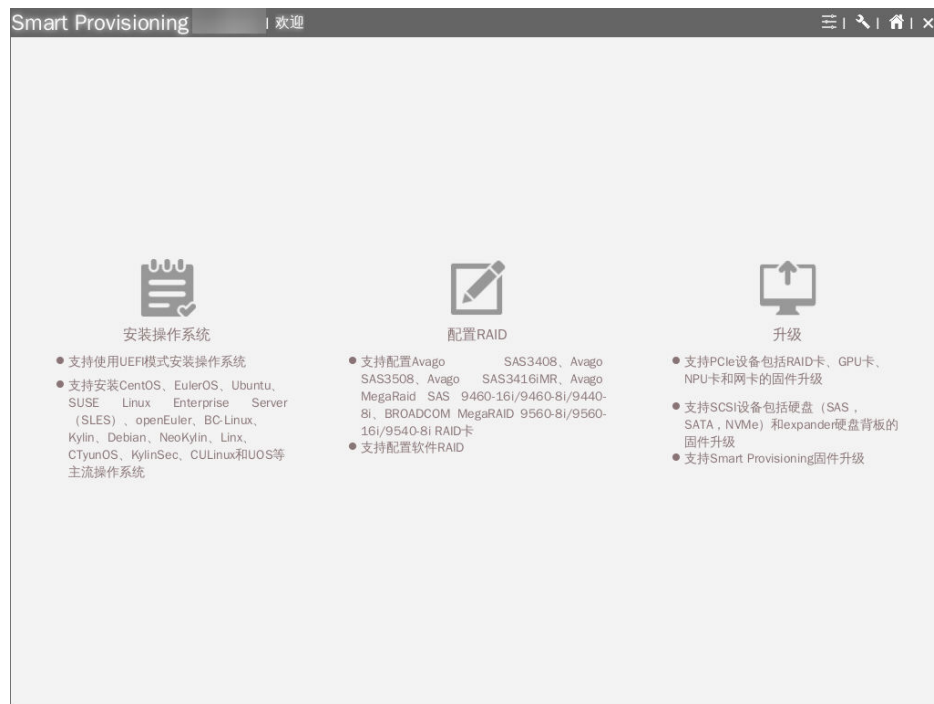 Smart Provisioning
欢迎
安装操作系统
● 支持使用UEFI模式安装操作系统
● 支持安装CentOS、EulerOS、Ubuntu、
SUSE Linux Enterprise Server
（SLES）、openEuler、BC-Linux、
Kylin、Debian、NeoKylin、Linx、
CTyunOS、KylinSec、CULinux和UOS等
主流操作系统
配置RAID
● 支持配置Avago SAS3408、Avago
SAS3508、Avago SAS3416iMR、Avago
MegaRaid SAS 9460-16i/9460-8i/9440-
8i、BROADCOM MegaRAID 9560-8i/9560-
16i/9540-8i RAID卡
● 支持配置软件RAID
升级
● 支持PCIe设备包括RAID卡、GPU卡、
NPU卡和网卡的固件升级
● 支持SCSI设备包括硬盘（SAS，
SATA，NVMe）和expander硬盘背板的
固件升级
● 支持Smart Provisioning固件升级